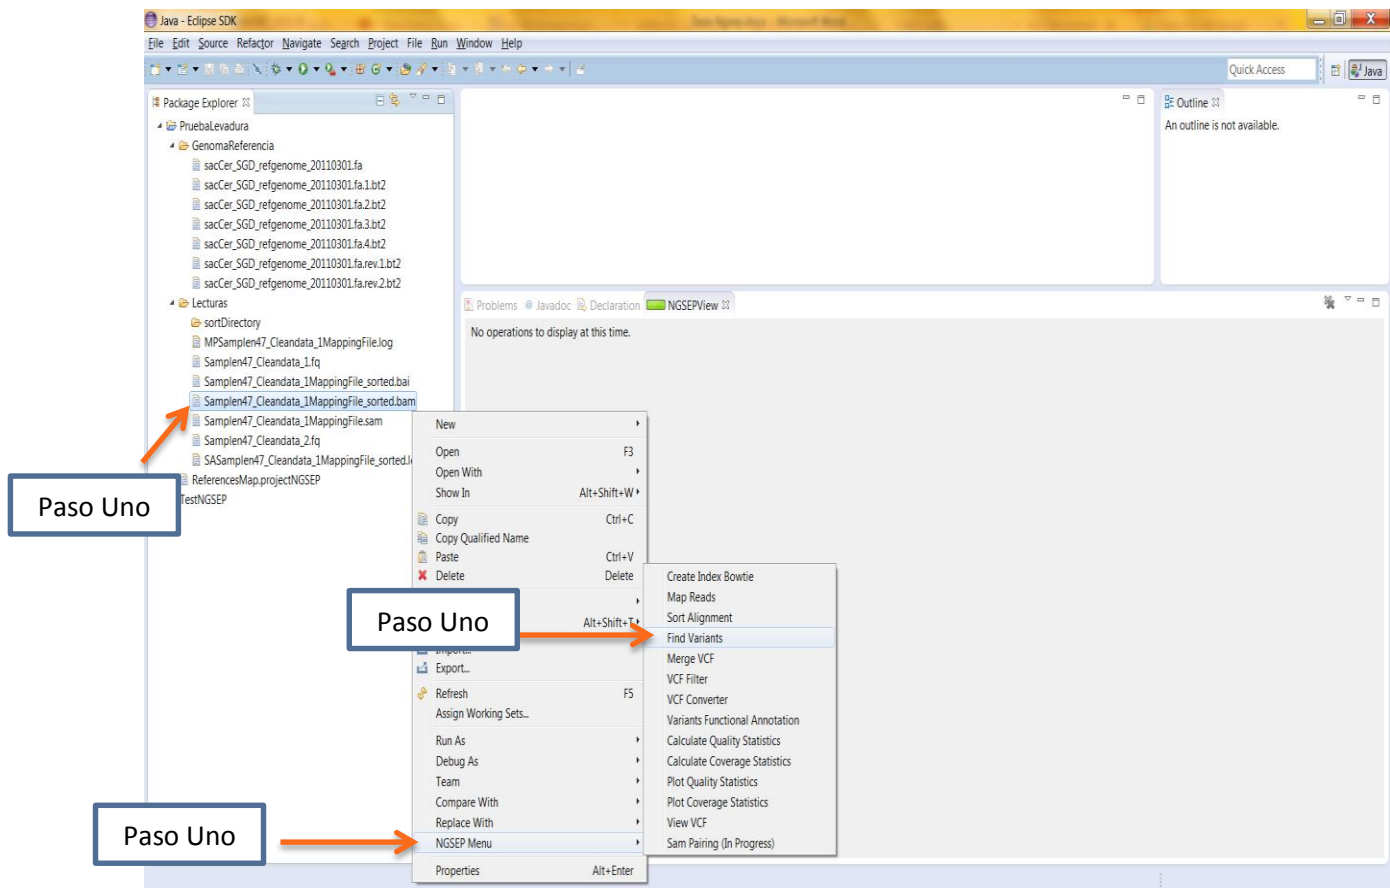 Java - Eclipse SDK
File Edit Source Refactor Navigate Search Project File Run Window Help
Quick Access
Java
Package Explorer
Outline
PruebaLevadura
An outline is not available.
GenomaReferencia
sacCer_SGD_refgenome_20110301.fa
sacCer_SGD_refgenome_20110301.fa.1.bt2
sacCer_SGD_refgenome_20110301.fa.2.bt2
sacCer_SGD_refgenome_20110301.fa.3.bt2
sacCer_SGD_refgenome_20110301.fa.4.bt2
sacCer_SGD_refgenome_20110301.fa.rev.1.bt2
sacCer_SGD_refgenome_20110301.fa.rev.2.bt2
Lecturas
sortDirectory
MPSamplen47_Cleandata_1MappingFile.log
Samplen47_Cleandata_1.fq
Samplen47_Cleandata_1MappingFile_sorted.bai
Samplen47_Cleandata_1MappingFile_sorted.bam
Samplen47_Cleandata_1MappingFile.sam
Samplen47_Cleandata_2.fq
SASamplen47_Cleandata_1MappingFile_sorted.l
ReferencesMap.projectNGSEP
TestNGSEP
Problems Javadoc Declaration NGSEPView
No operations to display at this time.
Paso Uno
New
Open F3
Open With
Show In Alt+Shift+W
Copy Ctrl+C
Copy Qualified Name
Paste Ctrl+V
Delete Delete
Paso Uno
Alt+Shift+T
Import...
Export...
Refresh F5
Assign Working Sets...
Run As
Debug As
Team
Compare With
Replace With
NGSEP Menu
Properties Alt+Enter
Paso Uno
Create Index Bowtie
Map Reads
Sort Alignment
Find Variants
Merge VCF
VCF Filter
VCF Converter
Variants Functional Annotation
Calculate Quality Statistics
Calculate Coverage Statistics
Plot Quality Statistics
Plot Coverage Statistics
View VCF
Sam Pairing (In Progress)